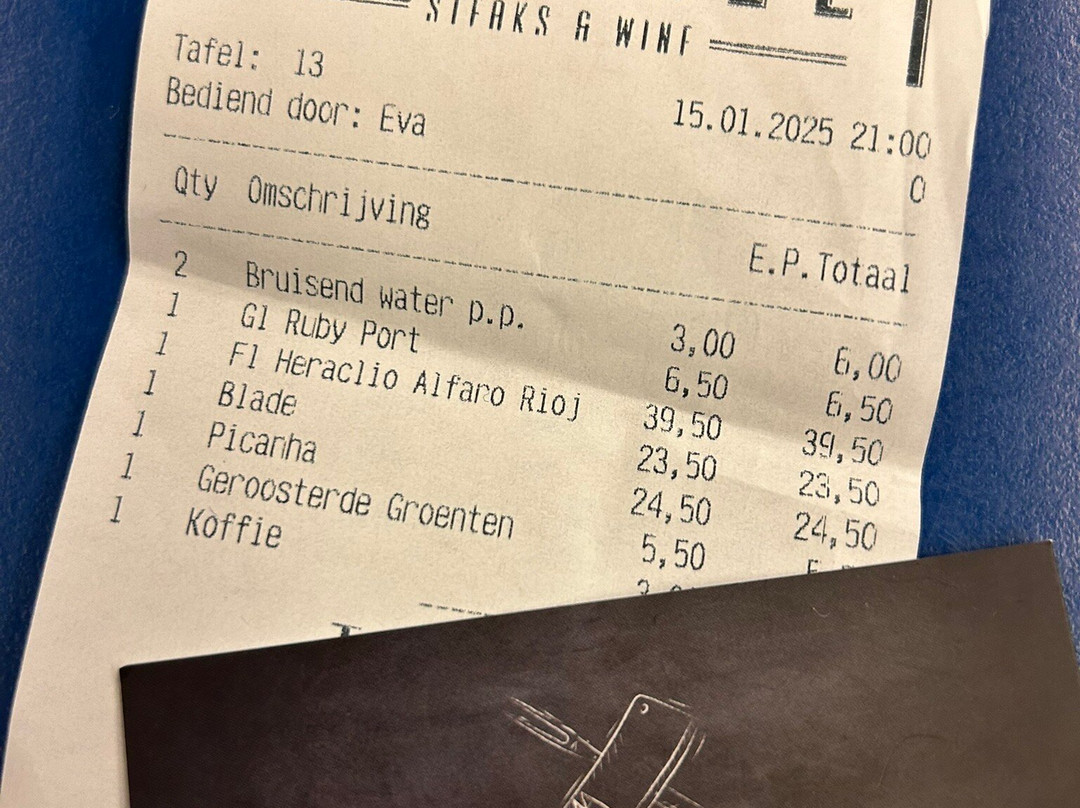 STEAKS & WINE
Tafel: 13
Bediend door: Eva
15.01.2025 21:00
0
Qty Omschrijving E.P. Totaal
2 Bruisend water p.p. 3,00 6,00
1 Gl Ruby Port 6,50 6,50
1 Fl Heraclio Alfaro Rioj 39,50 39,50
1 Blade 23,50 23,50
1 Picanha 24,50 24,50
1 Geroosterde Groenten 5,50
1 Koffie